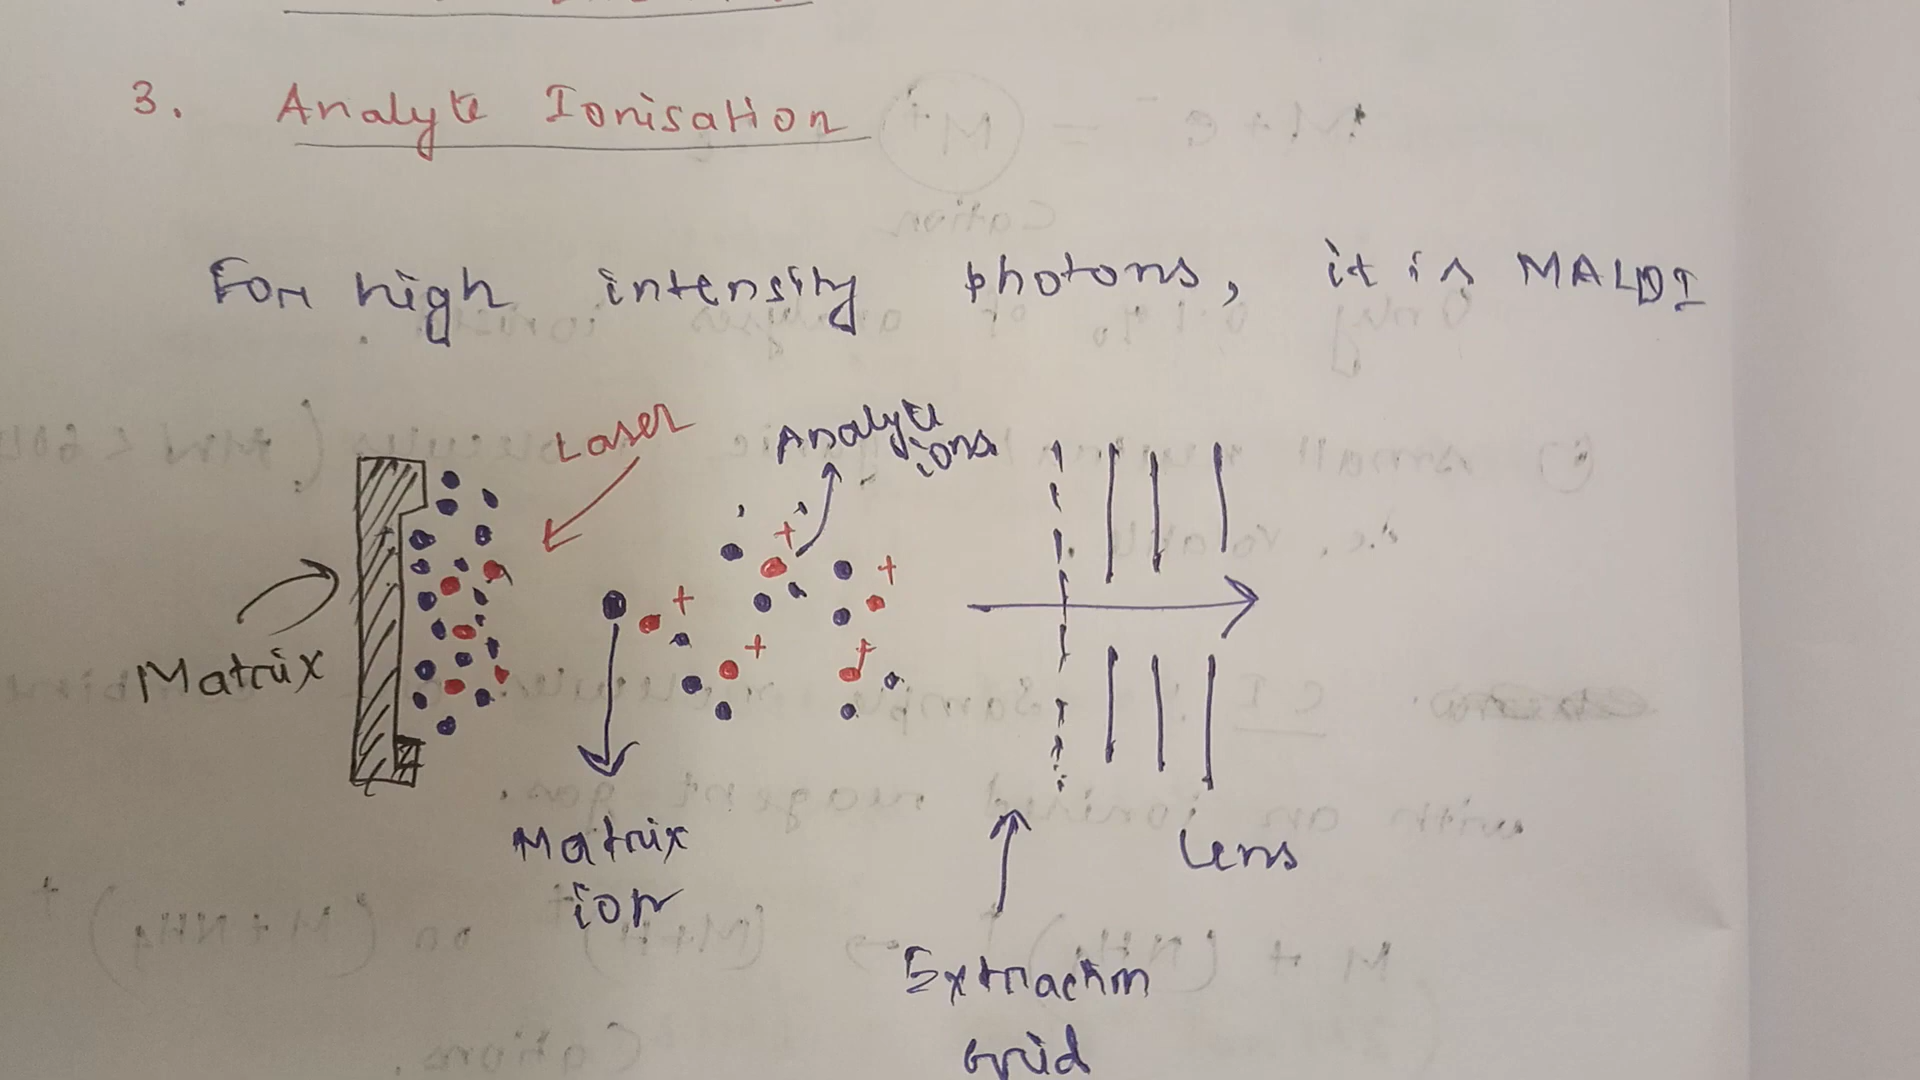 3. Analyte Ionisation
For high intensity photons, it is MALDI
Laser
Analyte
ions
Matrix
Matrix
ion
Lens
Extraction
Grid